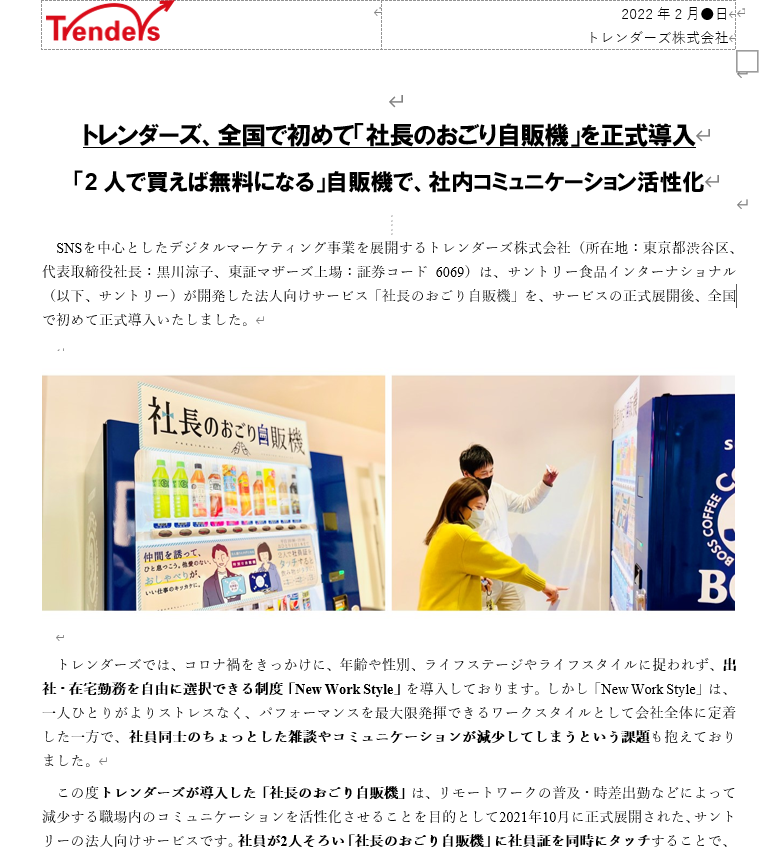 Trenders
2022 年 2 月●日
トレンダーズ株式会社
トレンダーズ、全国で初めて「社長のおごり自販機」を正式導入
「2 人で買えば無料になる」自販機で、社内コミュニケーション活性化
SNSを中心としたデジタルマーケティング事業を展開するトレンダーズ株式会社（所在地：東京都渋谷区、
代表取締役社長：黒川涼子、東証マザーズ上場：証券コード 6069）は、サントリー食品インターナショナル
（以下、サントリー）が開発した法人向けサービス「社長のおごり自販機」を、サービスの正式展開後、全国
で初めて正式導入いたしました。
社長のおごり自販機
仲間を誘って、
ひと息つこう。他愛のない、
おしゃべりが、
いい仕事のキッカケに。
BOSS COFFEE
トレンダーズでは、コロナ禍をきっかけに、年齢や性別、ライフステージやライフスタイルに捉われず、出
社・在宅勤務を自由に選択できる制度「New Work Style」を導入しております。しかし「New Work Style」は、
一人ひとりがよりストレスなく、パフォーマンスを最大限発揮できるワークスタイルとして会社全体に定着
した一方で、社員同士のちょっとした雑談やコミュニケーションが減少してしまうという課題も抱えており
ました。
この度トレンダーズが導入した「社長のおごり自販機」は、リモートワークの普及・時差出勤などによって
減少する職場内のコミュニケーションを活性化させることを目的として2021年10月に正式展開された、サント
リーの法人向けサービスです。社員が2人そろい「社長のおごり自販機」に社員証を同時にタッチすることで、